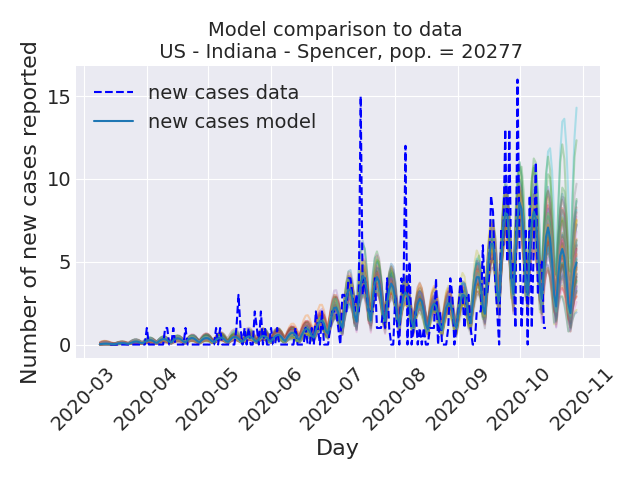 Model comparison to data
US - Indiana - Spencer, pop. = 20277
Number of new cases reported
new cases data
new cases model
15
10
5
0
2020-03
2020-04
2020-05
2020-06
2020-07
2020-08
2020-09
2020-10
2020-11
Day